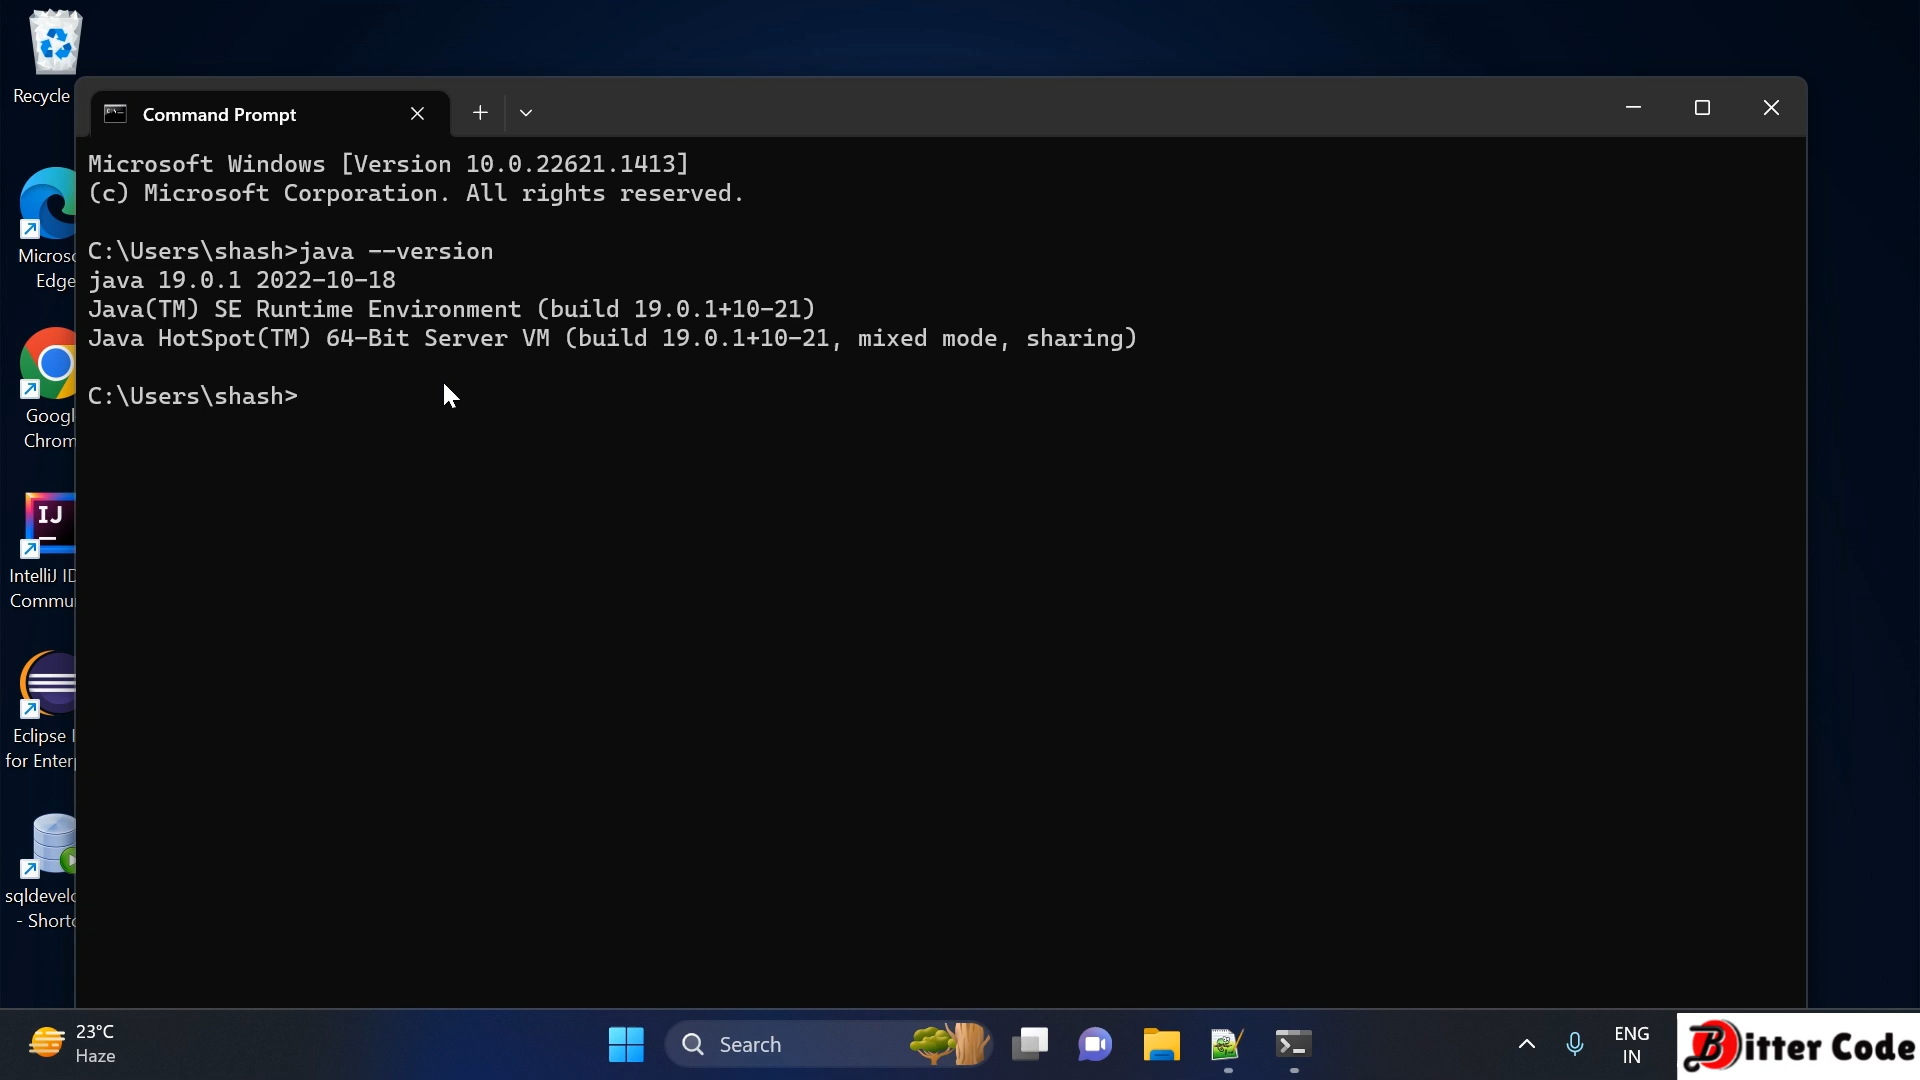 Recycle
Command Prompt
Microsoft Windows [Version 10.0.22621.1413]
(c) Microsoft Corporation. All rights reserved.
C:\Users\shash>java --version
java 19.0.1 2022-10-18
Java(TM) SE Runtime Environment (build 19.0.1+10-21)
Java HotSpot(TM) 64-Bit Server VM (build 19.0.1+10-21, mixed mode, sharing)
C:\Users\shash>
Micros
Edge
Googl
Chrom
IJ
IntelliJ ID
Commu
Eclipse I
for Enter
sqldevel
- Short
23°C
Haze
Search
ENG
IN
Bitter Code